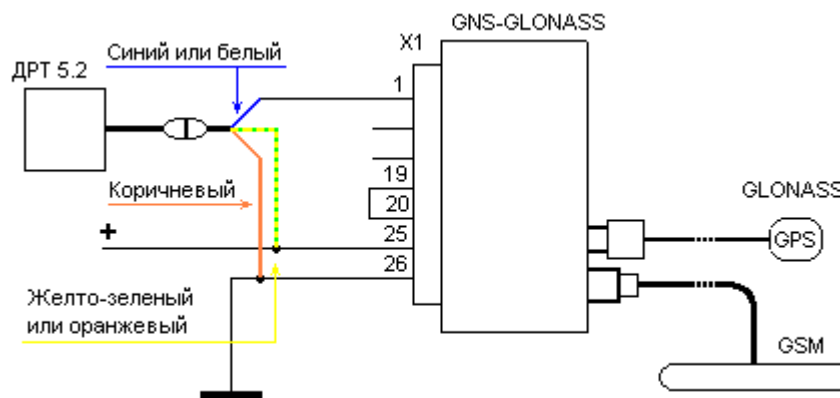 GNS-GLONASS
X1
Синий или белый
ДРТ 5.2
1
19
Коричневый
20
GLONASS
+
25
GPS
26
Желто-зеленый
или оранжевый
GSM